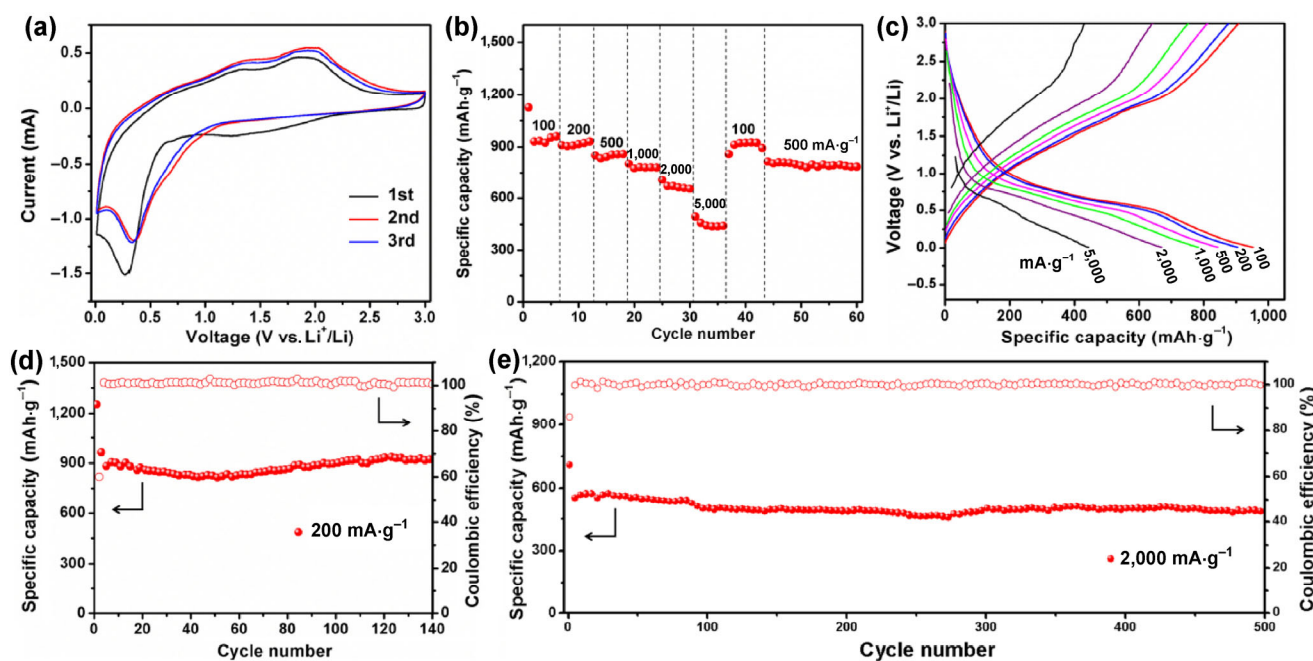 (a)
1.0
0.5
0.0
−0.5
−1.0
−1.5
Current (mA)
1st
2nd
3rd
0.0 0.5 1.0 1.5 2.0 2.5 3.0
Voltage (V vs. Li⁺/Li)
(b)
1,500
1,200
900
600
300
0
Specific capacity (mAh·g⁻¹)
100
200
500
1,000
2,000
5,000
100
500 mA·g⁻¹
0 10 20 30 40 50 60
Cycle number
(c)
3.0
2.5
2.0
1.5
1.0
0.5
0.0
−0.5
Voltage (V vs. Li⁺/Li)
mA·g⁻¹
5,000
2,000
1,000
500
200
100
0 200 400 600 800 1,000
Specific capacity (mAh·g⁻¹)
(d)
1,500
1,200
900
600
300
0
Specific capacity (mAh·g⁻¹)
200 mA·g⁻¹
100
80
60
40
20
0
Coulombic efficiency (%)
0 20 40 60 80 100 120 140
Cycle number
(e)
1,200
900
600
300
0
Specific capacity (mAh·g⁻¹)
2,000 mA·g⁻¹
100
80
60
40
20
0
Coulombic efficiency (%)
0 100 200 300 400 500
Cycle number